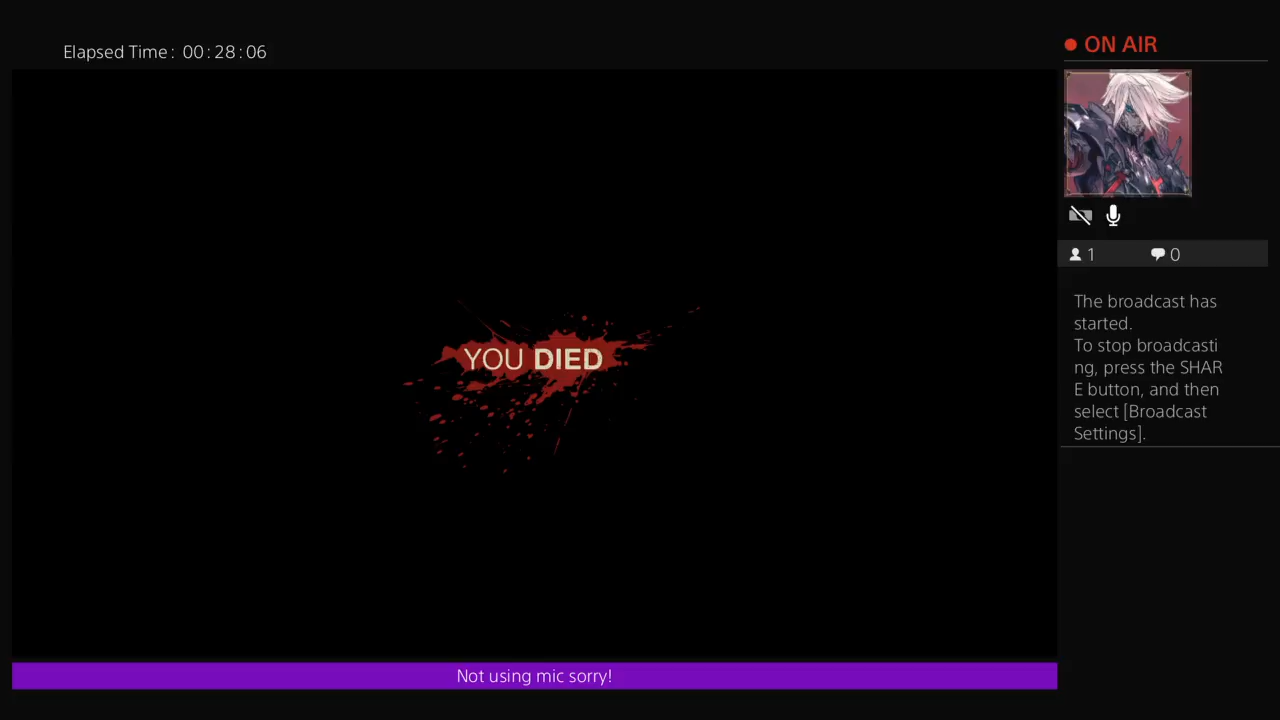 Elapsed Time: 00:28:06
ON AIR
1
0
The broadcast has
started.
To stop broadcasti
ng, press the SHAR
E button, and then
select [Broadcast
Settings].
YOU DIED
Not using mic sorry!